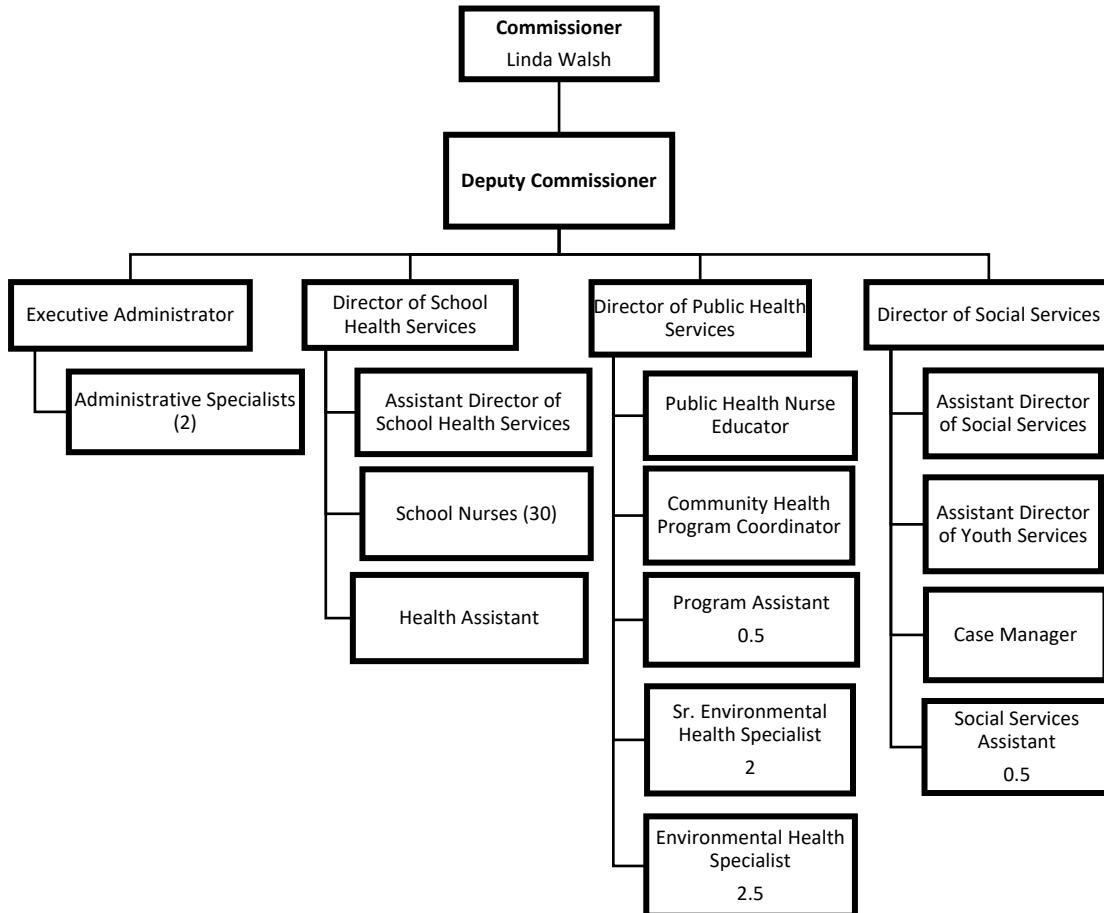 Commissioner
Linda Walsh
Deputy Commissioner
Executive Administrator
Administrative Specialists
(2)
Director of School
Health Services
Assistant Director of
School Health Services
School Nurses (30)
Health Assistant
Director of Public Health
Services
Public Health Nurse
Educator
Community Health
Program Coordinator
Program Assistant
0.5
Sr. Environmental
Health Specialist
2
Environmental Health
Specialist
2.5
Director of Social Services
Assistant Director
of Social Services
Assistant Director
of Youth Services
Case Manager
Social Services
Assistant
0.5